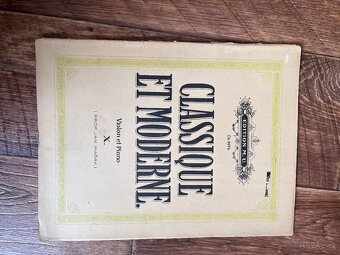 EDITION M. U.
CLASSIQUE
ET MODERNE.
Violon et Piano
X.